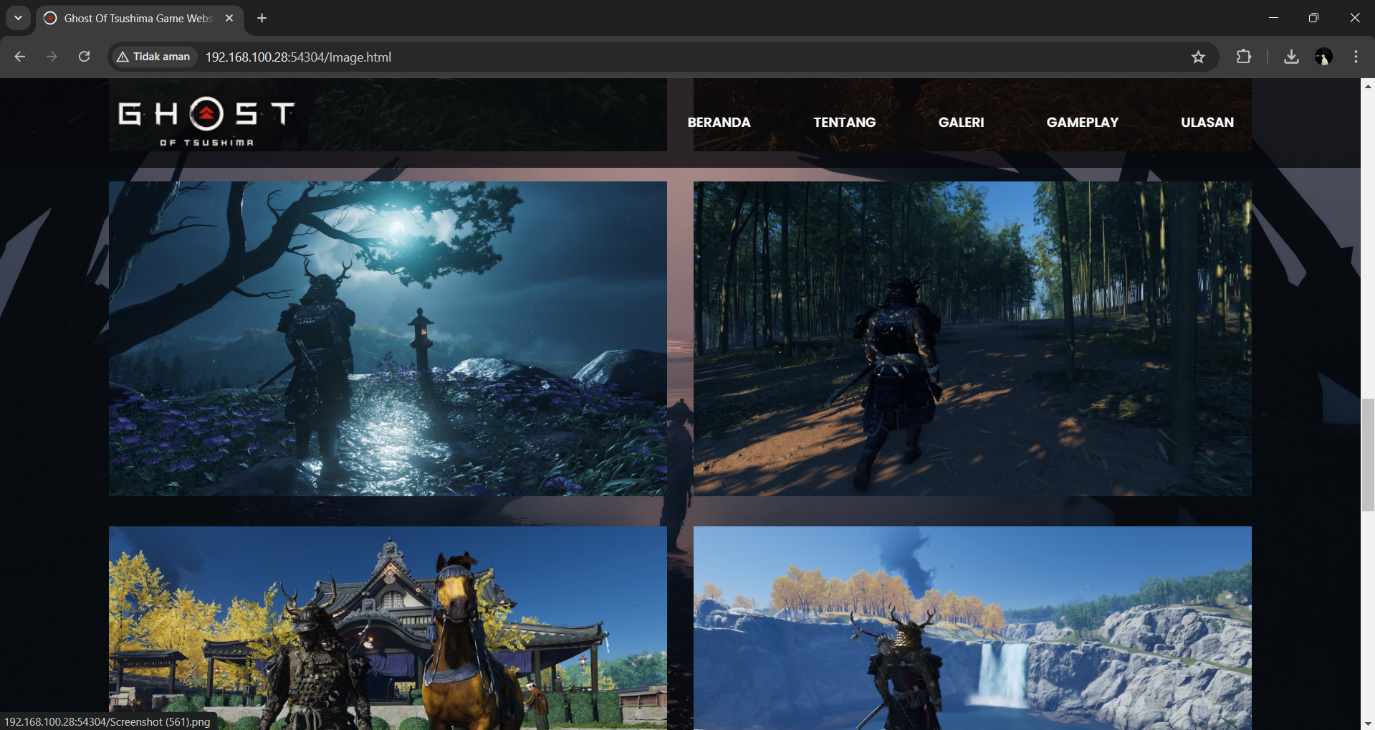 Ghost Of Tsushima Game Webs
Tidak aman
192.168.100.28:54304/Image.html
GHOST
OF TSUSHIMA
BERANDA
TENTANG
GALERI
GAMEPLAY
ULASAN
192.168.100.28:54304/Screenshot (561).png